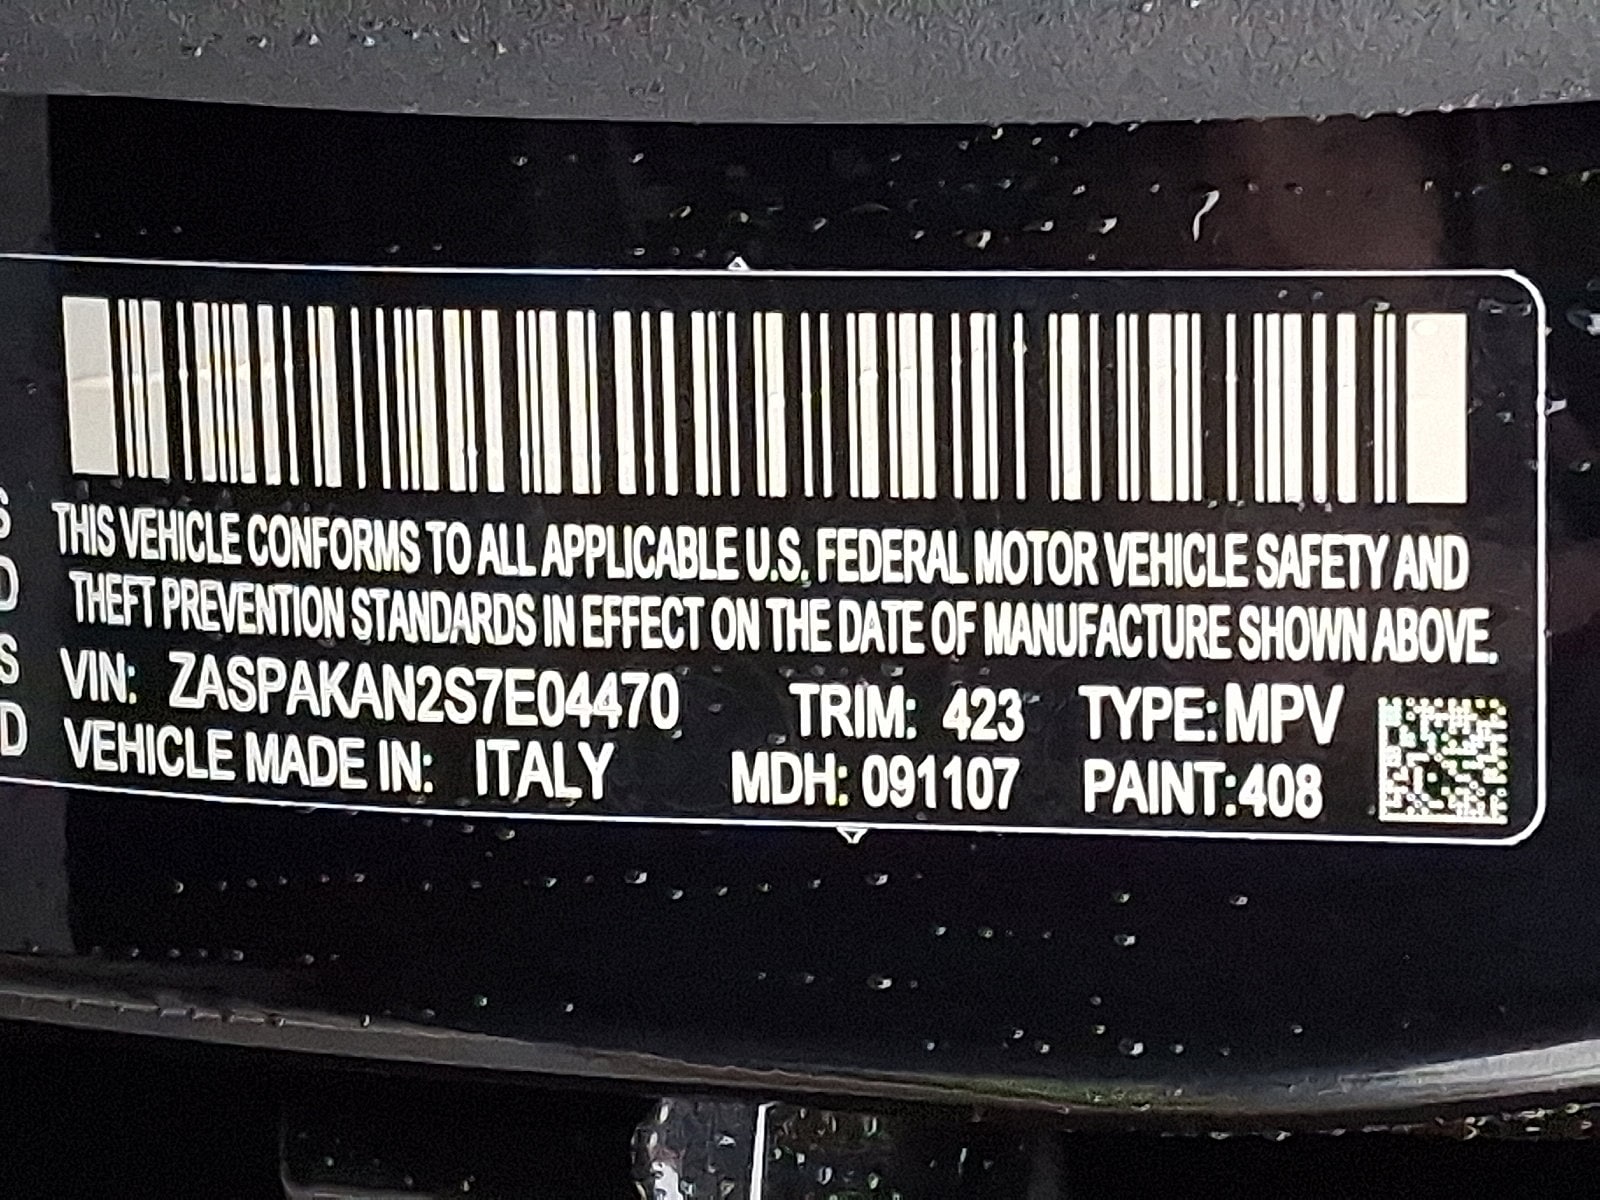 S
THIS VEHICLE CONFORMS TO ALL APPLICABLE U.S. FEDERAL MOTOR VEHICLE SAFETY AND
D
THEFT PREVENTION STANDARDS IN EFFECT ON THE DATE OF MANUFACTURE SHOWN ABOVE.
S
VIN: ZASPAKAN2S7E04470 TRIM: 423 TYPE:MPV
D
VEHICLE MADE IN: ITALY MDH: 091107 PAINT:408